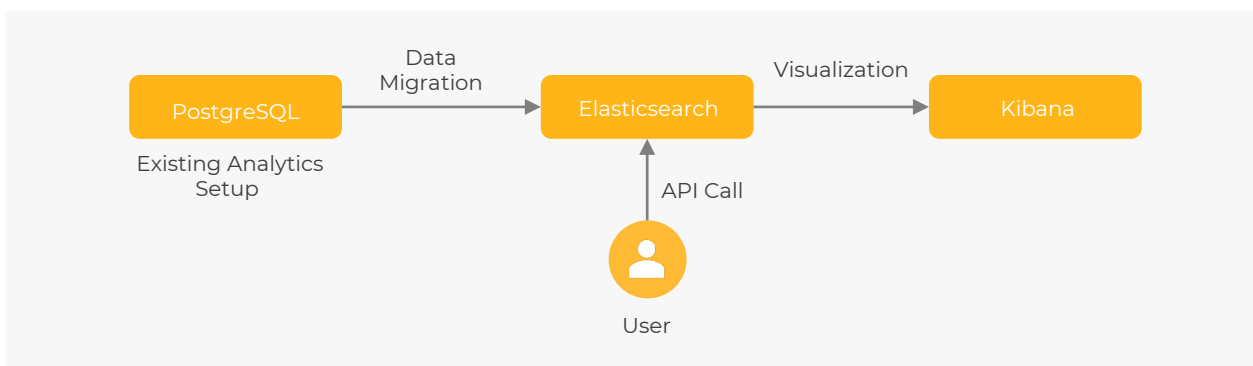 Data
Migration
Visualization
PostgreSQL
Elasticsearch
Kibana
Existing Analytics
Setup
API Call
User